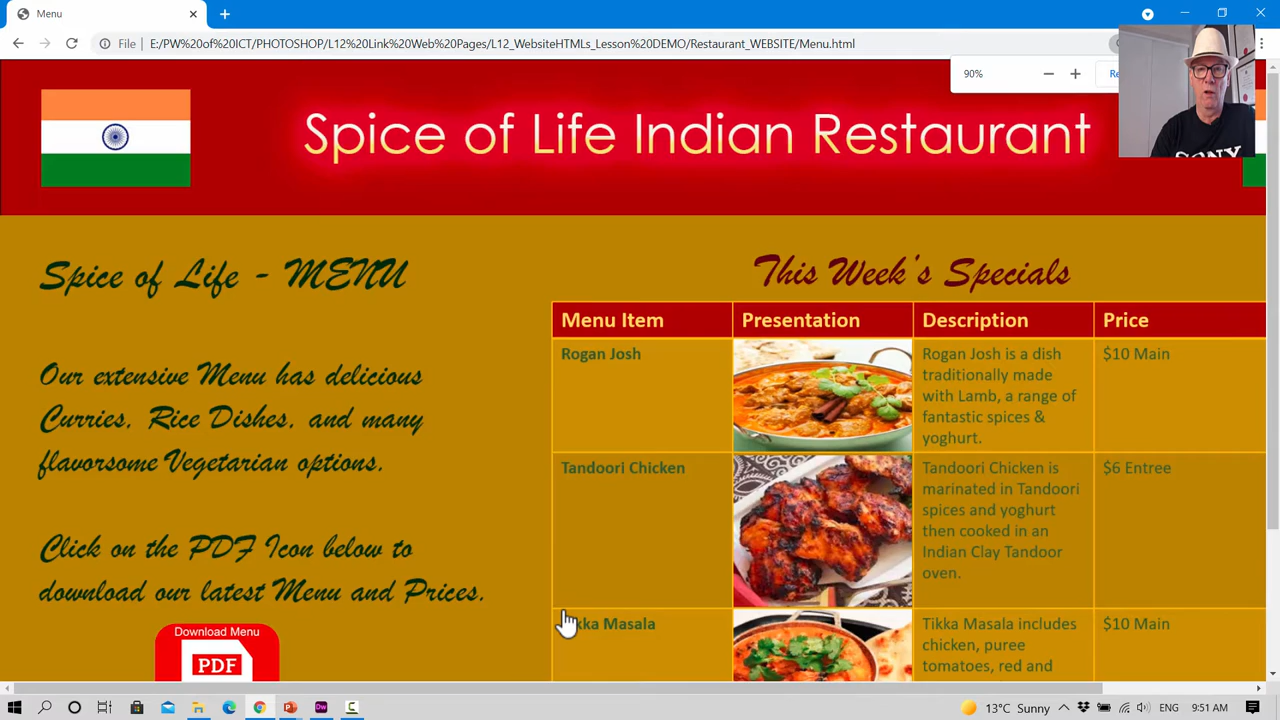 Menu
File
E:/PW%20of%20ICT/PHOTOSHOP/L12%20Link%20Web%20Pages/L12_WebsiteHTMLs_Lesson%20DEMO/Restaurant_WEBSITE/Menu.html
90%
Spice of Life Indian Restaurant
SONY
Spice of Life - MENU
Our extensive Menu has delicious
Curries, Rice Dishes, and many
flavorsome Vegetarian options.
Click on the PDF Icon below to
download our latest Menu and Prices.
Download Menu
PDF
This Week's Specials
Menu Item Presentation Description Price
Rogan Josh
Rogan Josh is a dish
traditionally made
with Lamb, a range of
fantastic spices &
yoghurt.
$10 Main
Tandoori Chicken
Tandoori Chicken is
marinated in Tandoori
spices and yoghurt
then cooked in an
Indian Clay Tandoor
oven.
$6 Entree
Masala
Tikka Masala includes
chicken, puree
tomatoes, red and
$10 Main
Dw
13°C Sunny
ENG
9:51 AM